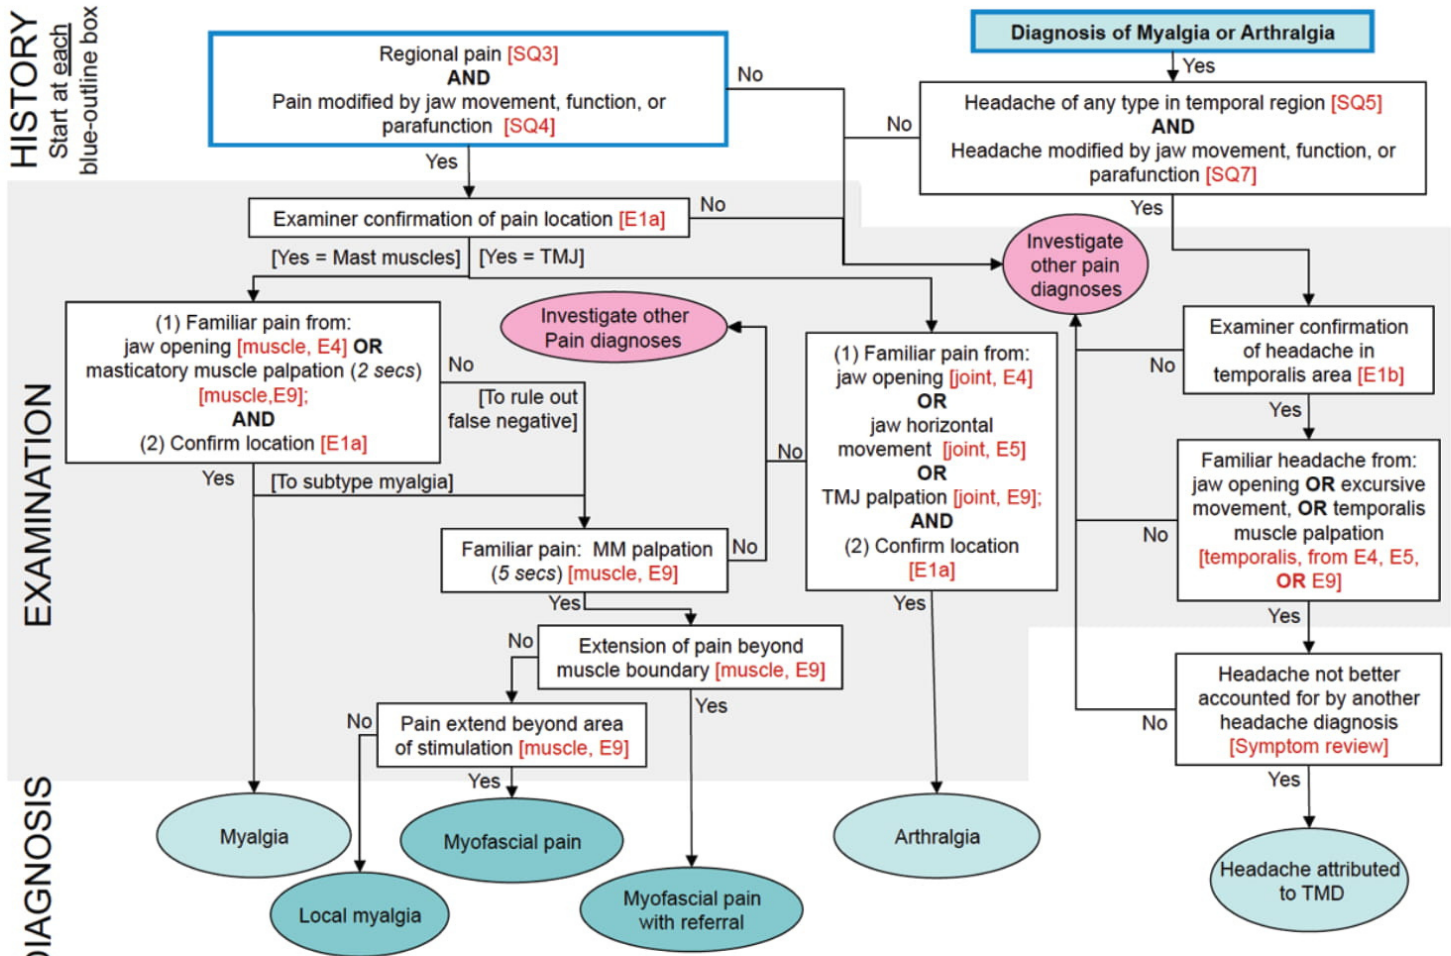 HISTORY
Start at each
blue-outline box
Regional pain [SQ3]
AND
Pain modified by jaw movement, function, or
parafunction [SQ4]
No
Yes
Diagnosis of Myalgia or Arthralgia
Yes
Headache of any type in temporal region [SQ5]
AND
Headache modified by jaw movement, function, or
parafunction [SQ7]
No
Yes
EXAMINATION
Examiner confirmation of pain location [E1a]
No
[Yes = Mast muscles]
[Yes = TMJ]
Investigate
other pain
diagnoses
(1) Familiar pain from:
jaw opening [muscle, E4] OR
masticatory muscle palpation (2 secs)
[muscle,E9];
AND
(2) Confirm location [E1a]
No
[To rule out
false negative]
Yes
[To subtype myalgia]
Investigate other
Pain diagnoses
(1) Familiar pain from:
jaw opening [joint, E4]
OR
jaw horizontal
movement [joint, E5]
OR
TMJ palpation [joint, E9];
AND
(2) Confirm location
[E1a]
No
Yes
Examiner confirmation
of headache in
temporalis area [E1b]
No
Yes
Familiar headache from:
jaw opening OR excursive
movement, OR temporalis
muscle palpation
[temporalis, from E4, E5,
OR E9]
No
Yes
Familiar pain: MM palpation
(5 secs) [muscle, E9]
No
Yes
Extension of pain beyond
muscle boundary [muscle, E9]
No
Yes
Pain extend beyond area
of stimulation [muscle, E9]
No
Yes
Headache not better
accounted for by another
headache diagnosis
[Symptom review]
No
Yes
DIAGNOSIS
Myalgia
Local myalgia
Myofascial pain
Myofascial pain
with referral
Arthralgia
Headache attributed
to TMD